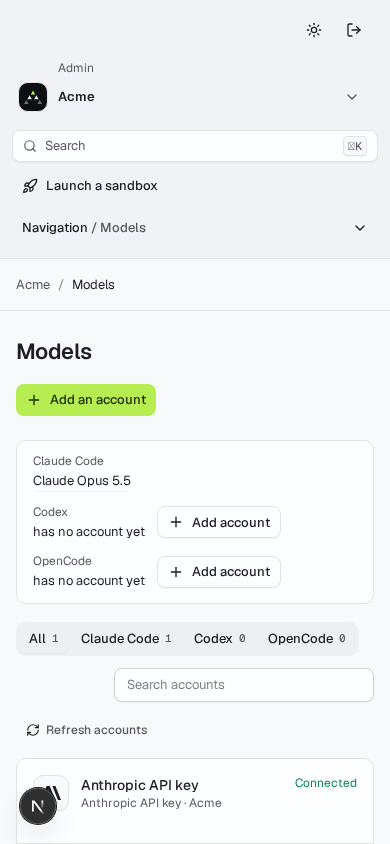 Admin
Acme
Search
K
Launch a sandbox
Navigation / Models
Acme / Models
Models
Add an account
Claude Code
Claude Opus 5.5
Codex
has no account yet
Add account
OpenCode
has no account yet
Add account
All 1 Claude Code 1 Codex 0 OpenCode 0
Search accounts
Refresh accounts
Anthropic API key
Connected
Anthropic API key · Acme
N